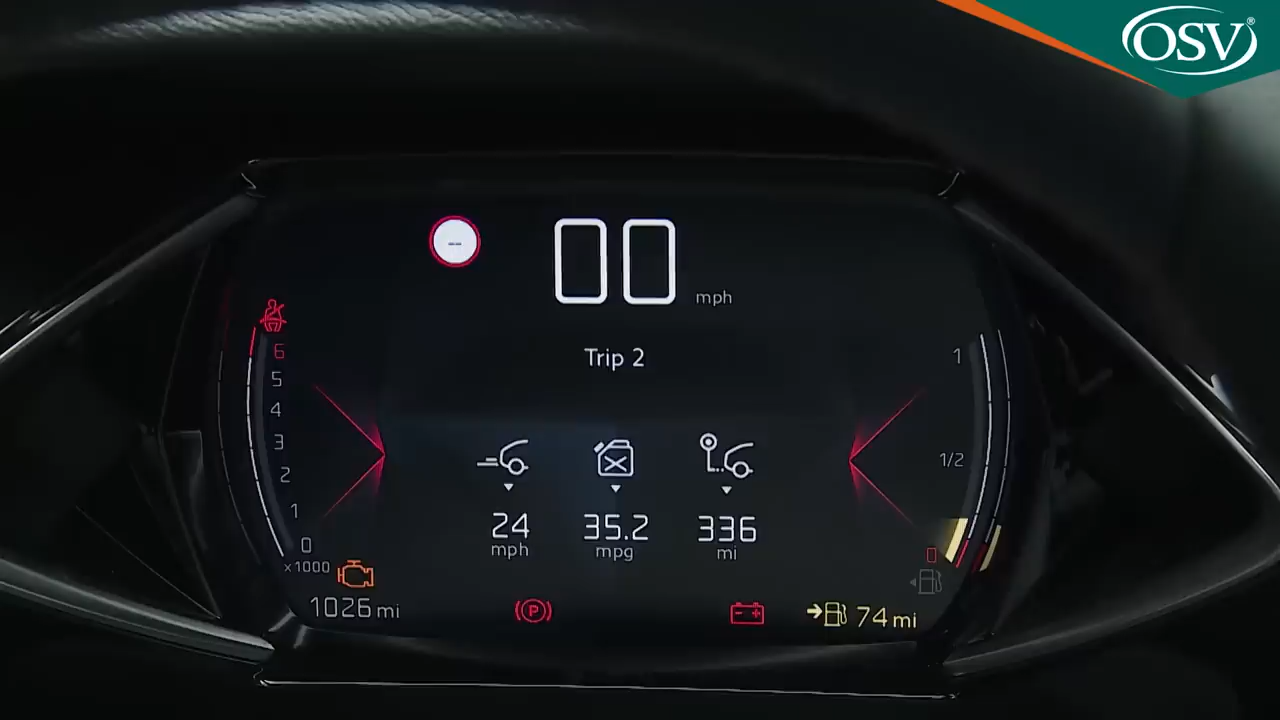 OSV®
--
00 mph
Trip 2
6
5
4
3
2
1
0
x1000
1
1/2
0
24
mph
35.2
mpg
336
mi
1026 mi
P
74 mi